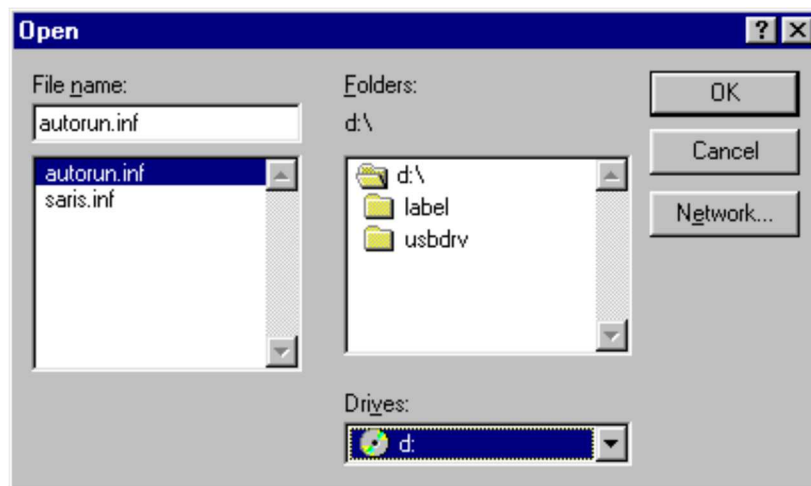 Open
File name:
autorun.inf
autorun.inf
saris.inf
Folders:
d:\
d:\
label
usbdrv
Drives:
d:
OK
Cancel
Network...